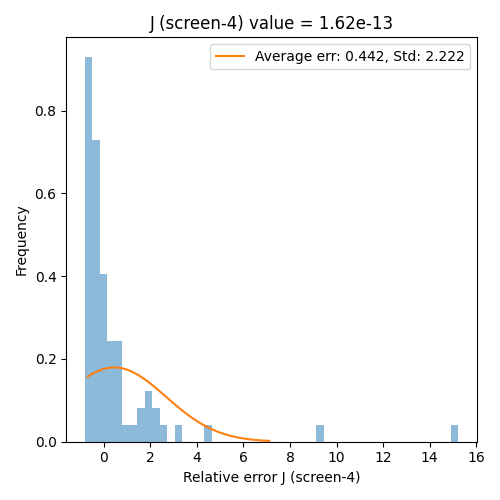 J (screen-4) value = 1.62e-13
Average err: 0.442, Std: 2.222
0.8
0.6
0.4
0.2
0.0
Frequency
0 2 4 6 8 10 12 14 16
Relative error J (screen-4)